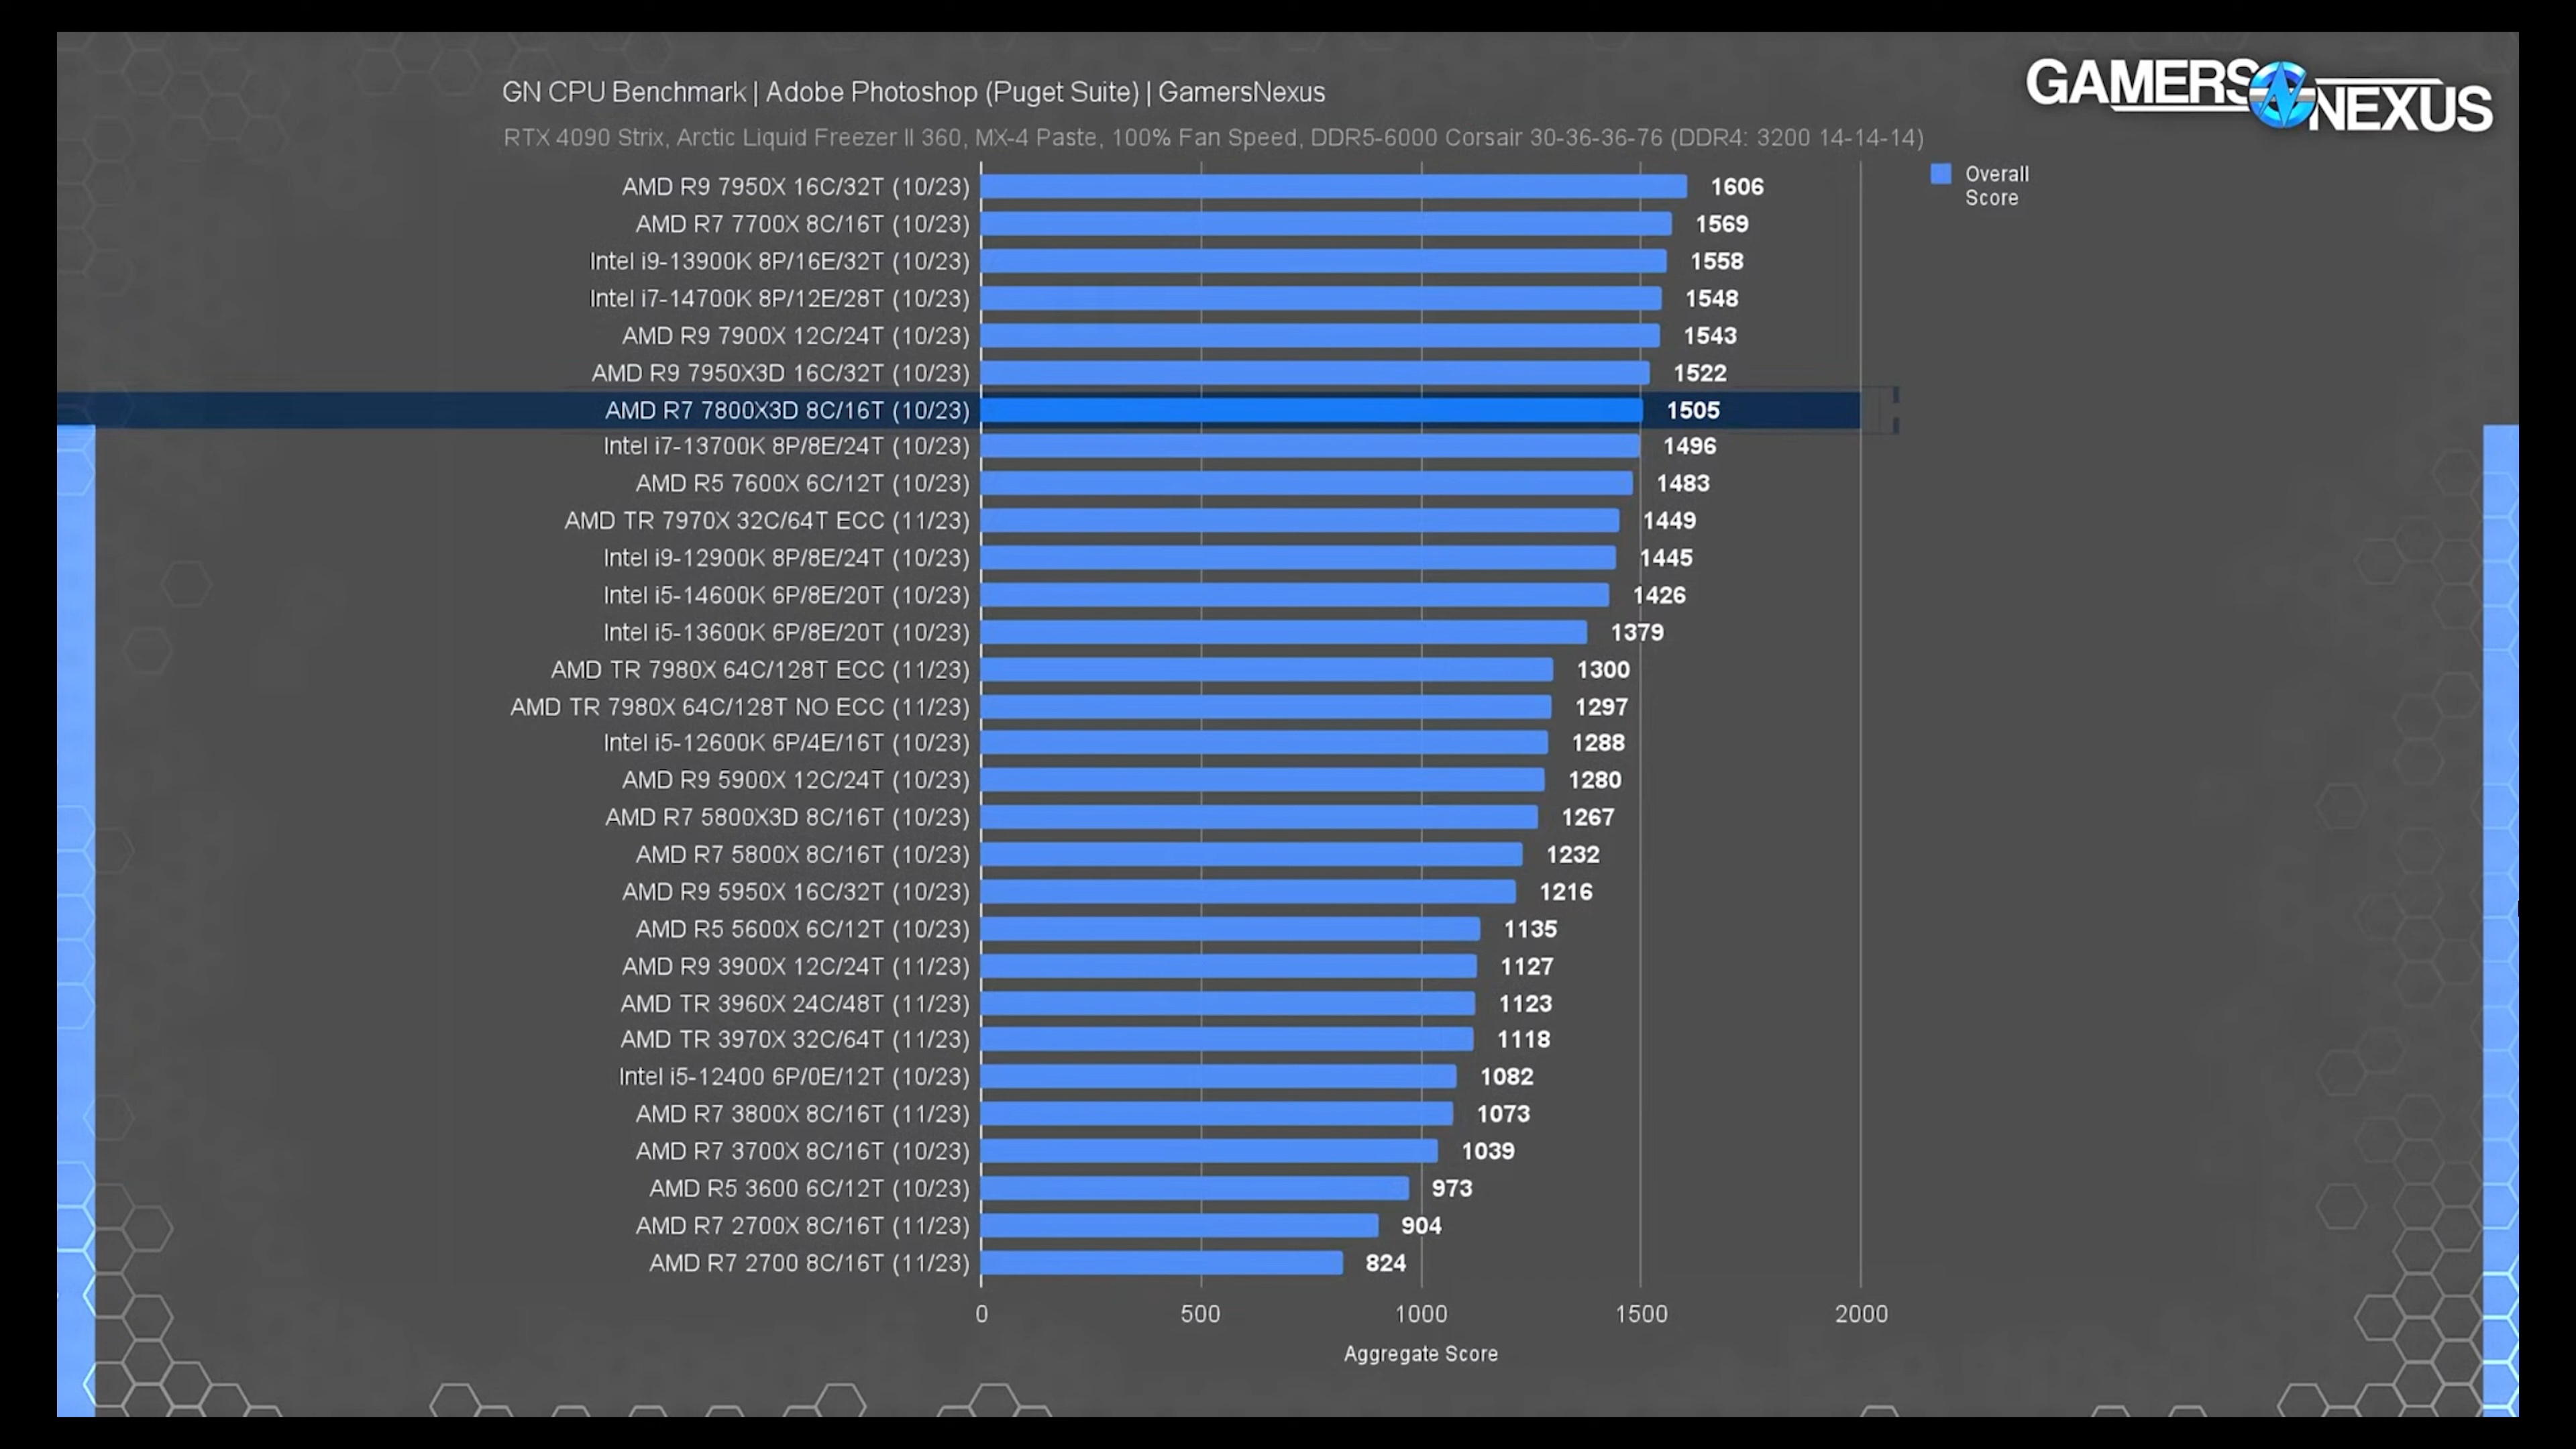 GAMERS NEXUS
GN CPU Benchmark | Adobe Photoshop (Puget Suite) | GamersNexus
RTX 4090 Strix, Arctic Liquid Freezer II 360, MX-4 Paste, 100% Fan Speed, DDR5-6000 Corsair 30-36-36-76 (DDR4: 3200 14-14-14)
Overall
Score
AMD R9 7950X 16C/32T (10/23) 1606
AMD R7 7700X 8C/16T (10/23) 1569
Intel i9-13900K 8P/16E/32T (10/23) 1558
Intel i7-14700K 8P/12E/28T (10/23) 1548
AMD R9 7900X 12C/24T (10/23) 1543
AMD R9 7950X3D 16C/32T (10/23) 1522
AMD R7 7800X3D 8C/16T (10/23) 1505
Intel i7-13700K 8P/8E/24T (10/23) 1496
AMD R5 7600X 6C/12T (10/23) 1483
AMD TR 7970X 32C/64T ECC (11/23) 1449
Intel i9-12900K 8P/8E/24T (10/23) 1445
Intel i5-14600K 6P/8E/20T (10/23) 1426
Intel i5-13600K 6P/8E/20T (10/23) 1379
AMD TR 7980X 64C/128T ECC (11/23) 1300
AMD TR 7980X 64C/128T NO ECC (11/23) 1297
Intel i5-12600K 6P/4E/16T (10/23) 1288
AMD R9 5900X 12C/24T (10/23) 1280
AMD R7 5800X3D 8C/16T (10/23) 1267
AMD R7 5800X 8C/16T (10/23) 1232
AMD R9 5950X 16C/32T (10/23) 1216
AMD R5 5600X 6C/12T (10/23) 1135
AMD R9 3900X 12C/24T (11/23) 1127
AMD TR 3960X 24C/48T (11/23) 1123
AMD TR 3970X 32C/64T (11/23) 1118
Intel i5-12400 6P/0E/12T (10/23) 1082
AMD R7 3800X 8C/16T (11/23) 1073
AMD R7 3700X 8C/16T (10/23) 1039
AMD R5 3600 6C/12T (10/23) 973
AMD R7 2700X 8C/16T (11/23) 904
AMD R7 2700 8C/16T (11/23) 824
0 500 1000 1500 2000
Aggregate Score